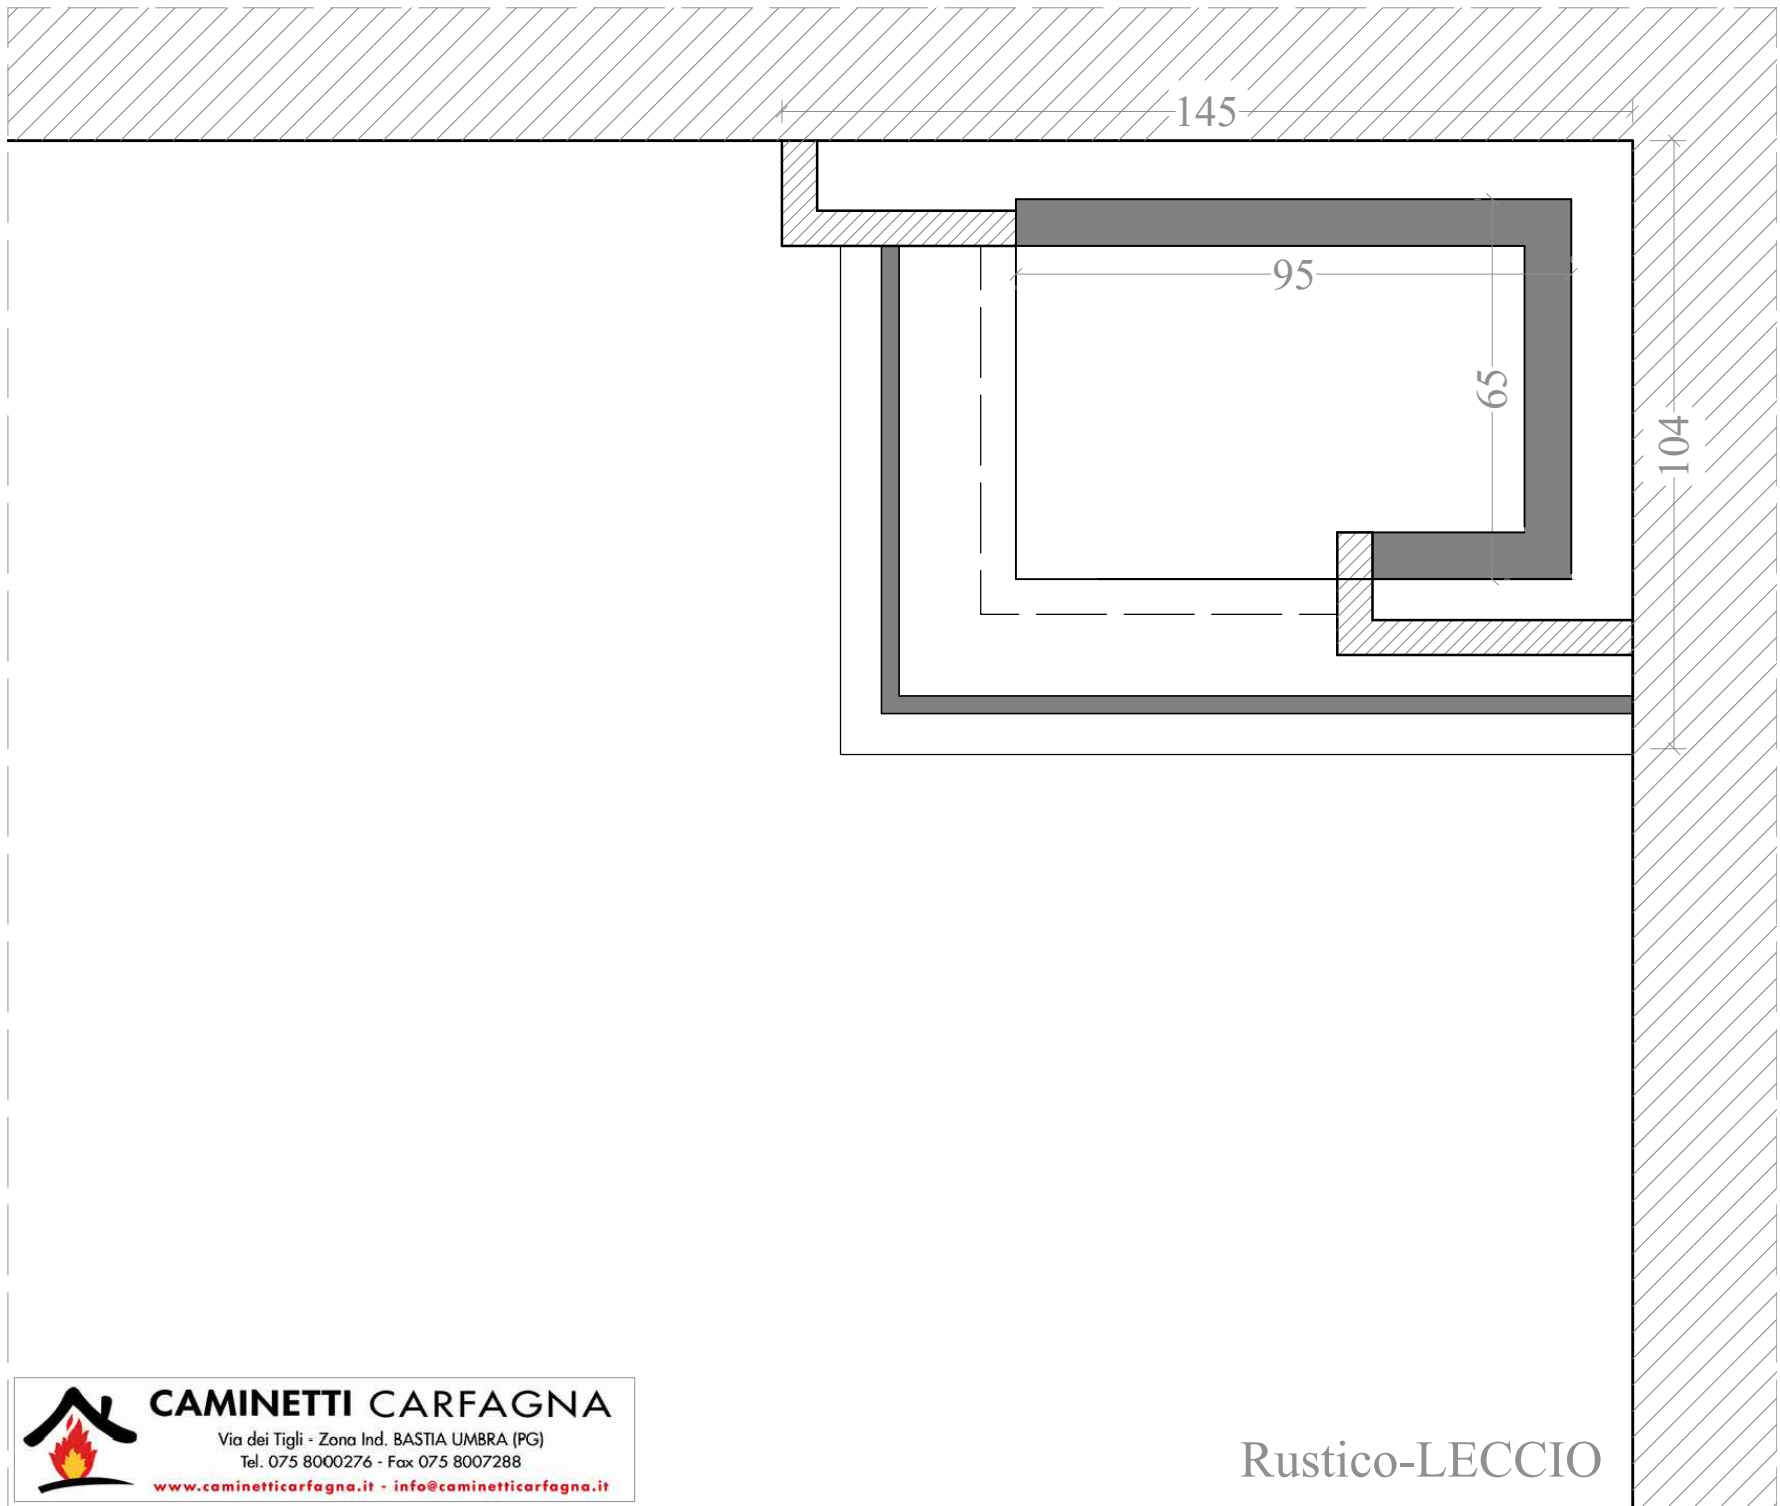 145
95
65
104
CAMINETTI CARFAGNA
Via dei Tigli - Zona Ind. BASTIA UMBRA (PG)
Tel. 075 8000276 - Fax 075 8007288
www.caminetticarfagna.it - info@caminetticarfagna.it
Rustico-LECCIO